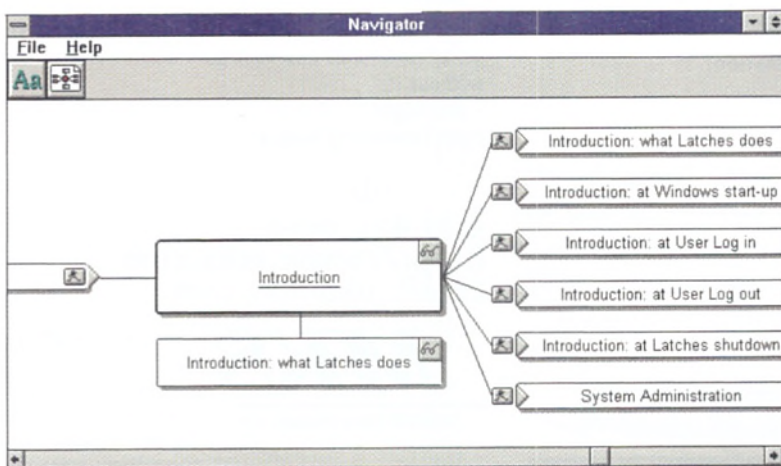 Navigator
File Help
Aa
Introduction: what Latches does
Introduction: at Windows start-up
Introduction: at User Log in
Introduction
Introduction: at User Log out
Introduction: at Latches shutdown
Introduction: what Latches does
System Administration